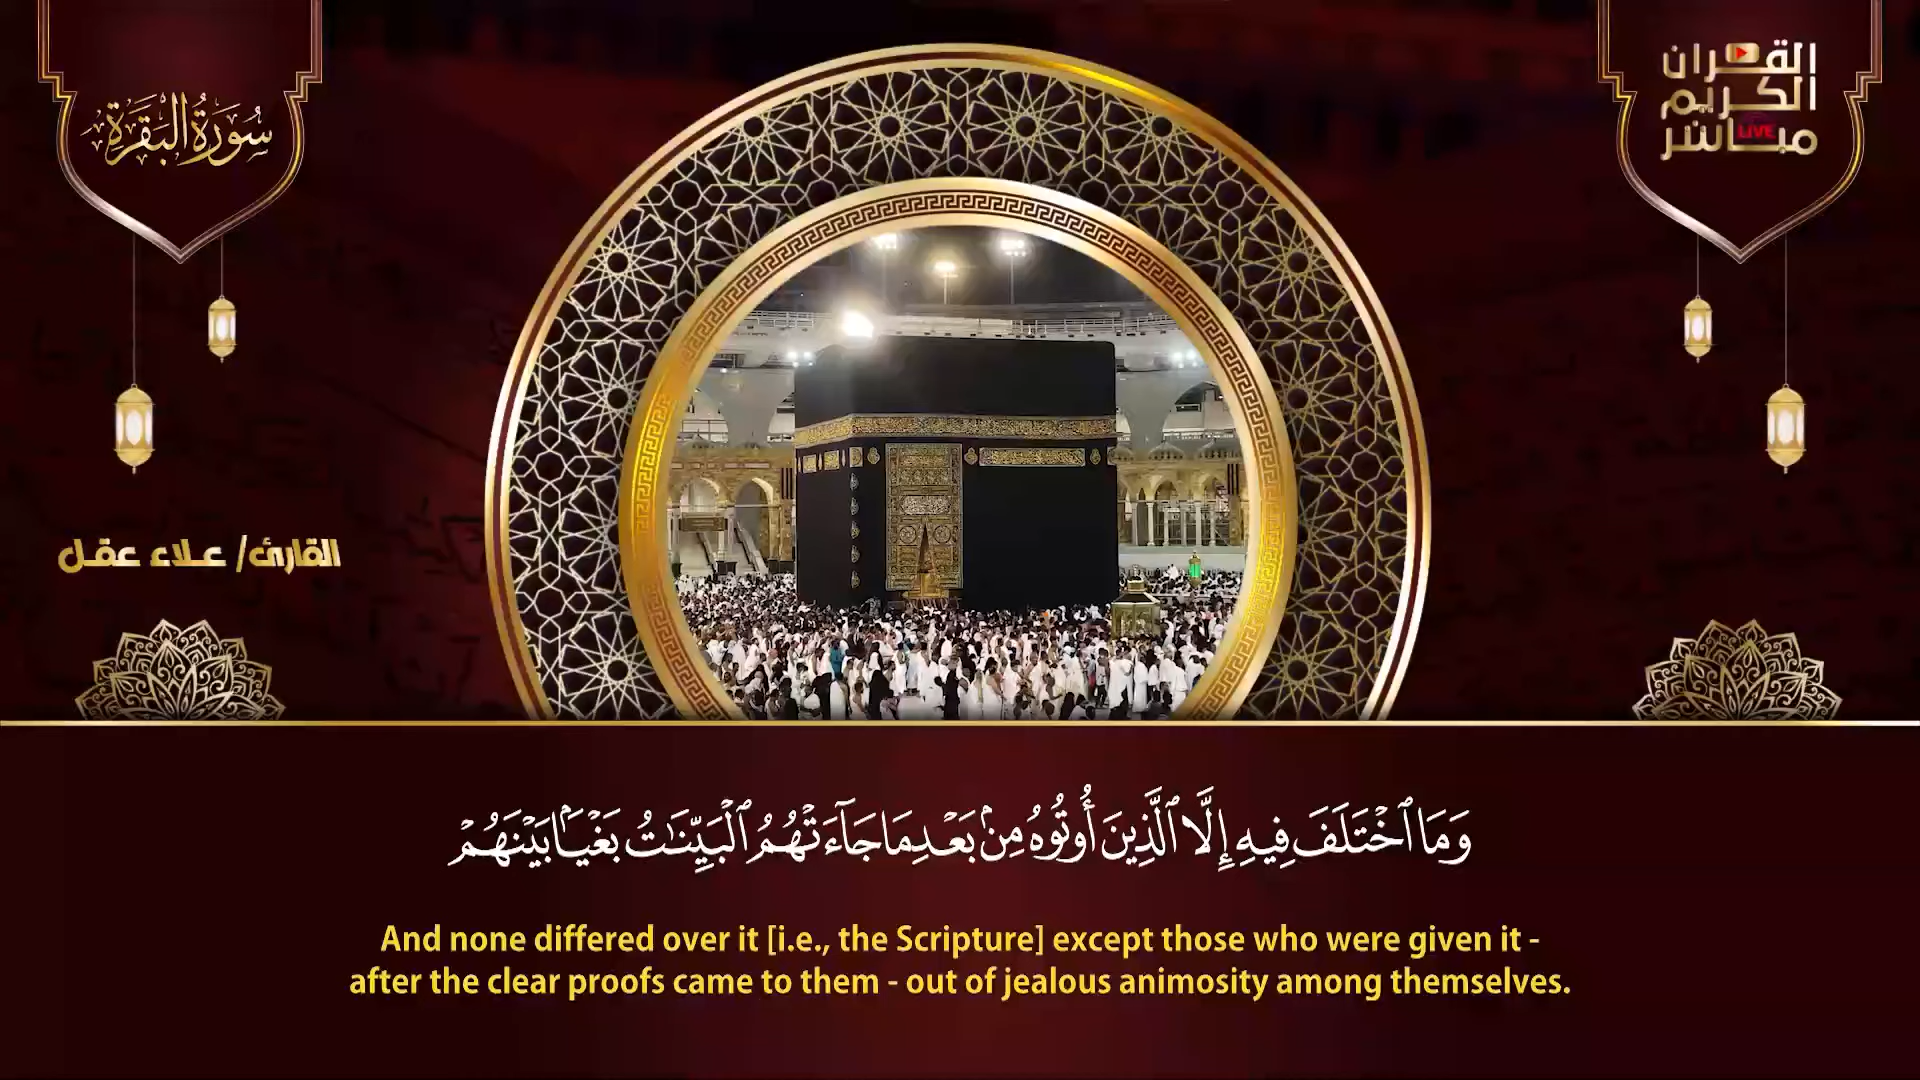 سُورَةُ البَقَرَةِ
القران
الكريم
مباشر
LIVE
القارئ/ علاء عقل
وَمَا ٱخْتَلَفَ فِيهِ إِلَّا ٱلَّذِينَ أُوتُوهُ مِنۢ بَعْدِ مَا جَآءَتْهُمُ ٱلْبَيِّنَٰتُ بَغْيَۢا بَيْنَهُمْ
And none differed over it [i.e., the Scripture] except those who were given it -
after the clear proofs came to them - out of jealous animosity among themselves.